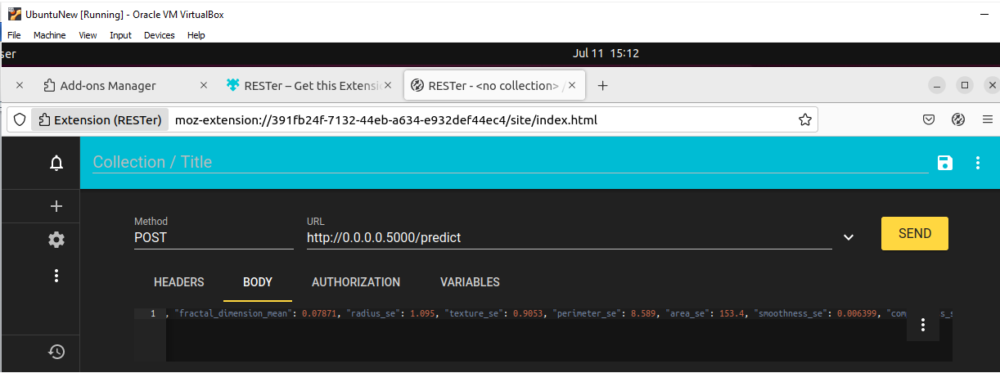 UbuntuNew [Running] - Oracle VM VirtualBox
File Machine View Input Devices Help
ser Jul 11 15:12
Add-ons Manager RESTer – Get this Extensi RESTer - <no collection> /
Extension (RESTer) moz-extension://391fb24f-7132-44eb-a634-e932def44ec4/site/index.html
Collection / Title
Method URL
POST http://0.0.0.0.5000/predict SEND
HEADERS BODY AUTHORIZATION VARIABLES
1 , "fractal_dimension_mean": 0.07871, "radius_se": 1.095, "texture_se": 0.9053, "perimeter_se": 8.589, "area_se": 153.4, "smoothness_se": 0.006399, "com s_s